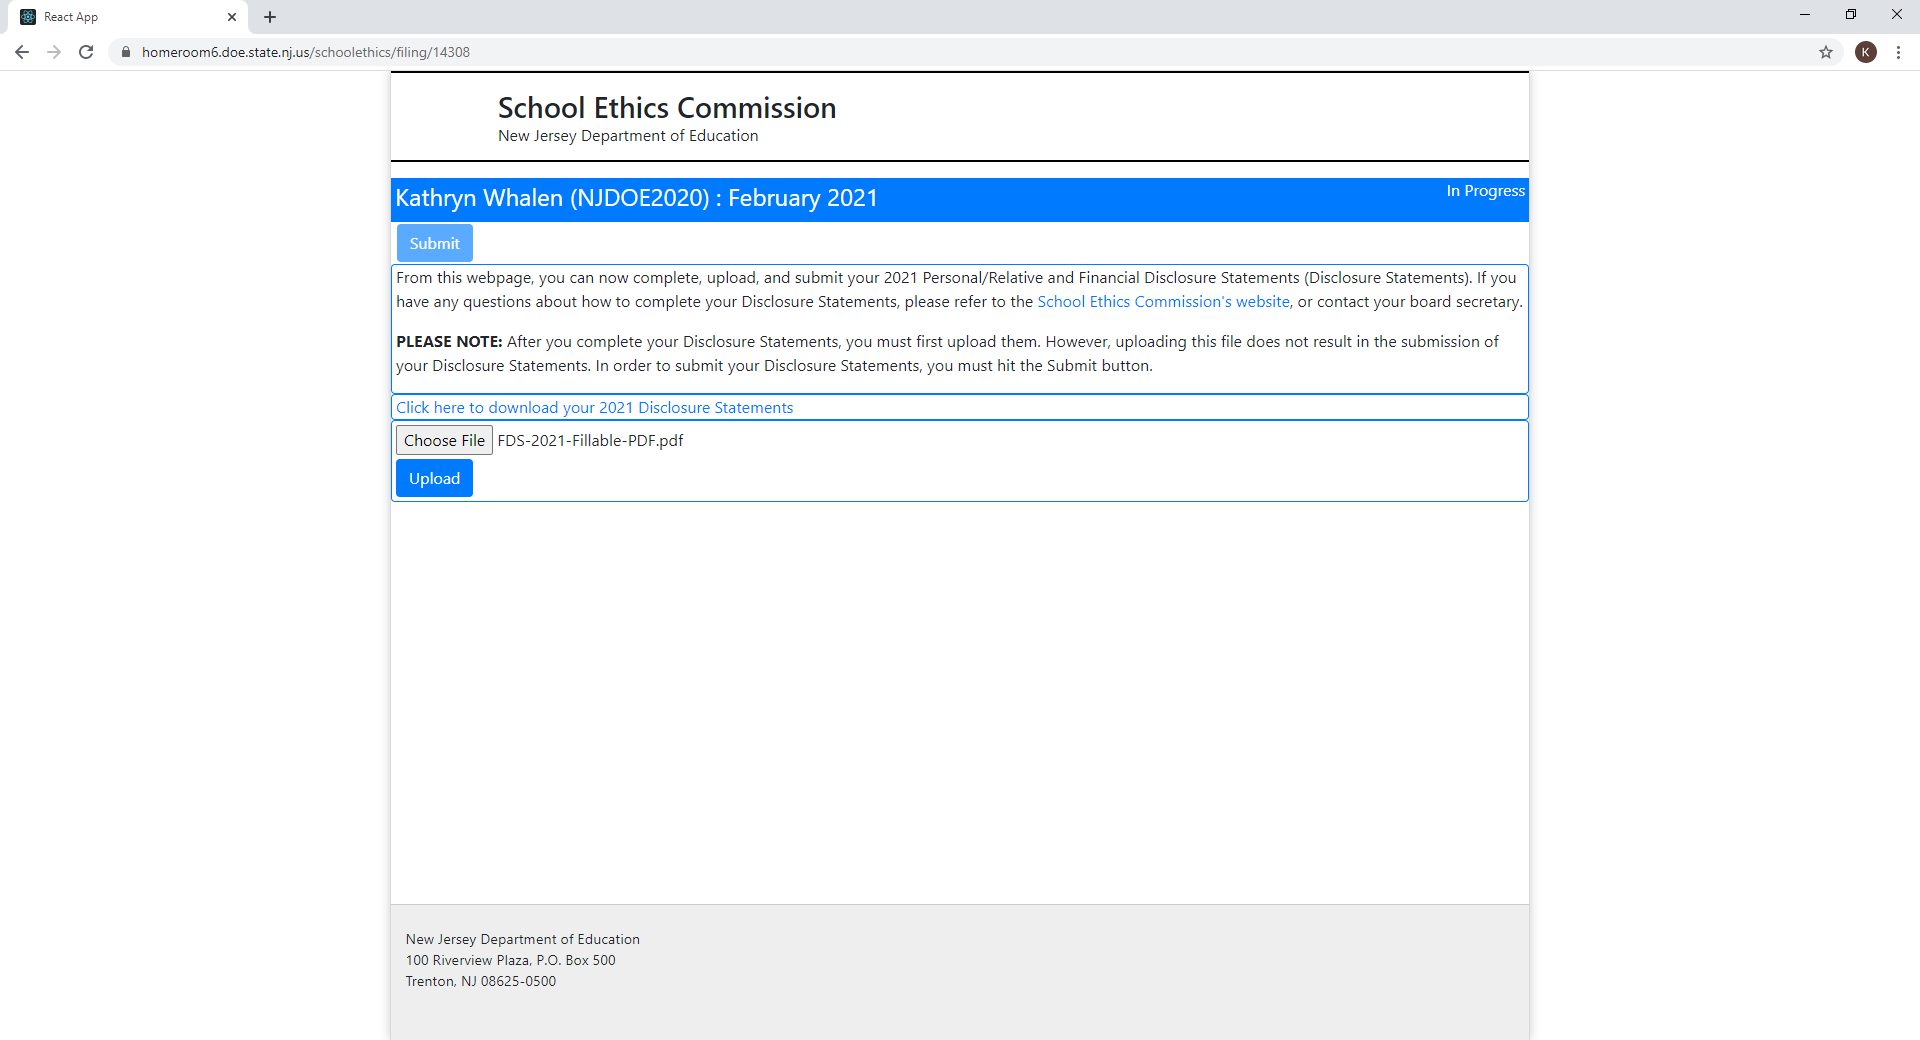 React App
homeroom6.doe.state.nj.us/schoolethics/filing/14308
K
School Ethics Commission
New Jersey Department of Education
Kathryn Whalen (NJDOE2020) : February 2021
In Progress
Submit
From this webpage, you can now complete, upload, and submit your 2021 Personal/Relative and Financial Disclosure Statements (Disclosure Statements). If you
have any questions about how to complete your Disclosure Statements, please refer to the School Ethics Commission's website, or contact your board secretary.
PLEASE NOTE: After you complete your Disclosure Statements, you must first upload them. However, uploading this file does not result in the submission of
your Disclosure Statements. In order to submit your Disclosure Statements, you must hit the Submit button.
Click here to download your 2021 Disclosure Statements
Choose File FDS-2021-Fillable-PDF.pdf
Upload
New Jersey Department of Education
100 Riverview Plaza, P.O. Box 500
Trenton, NJ 08625-0500